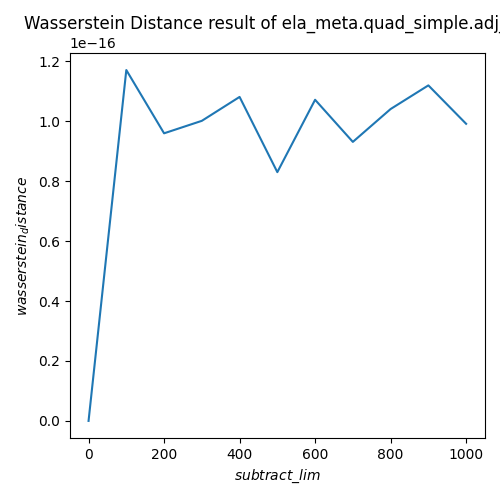 Wasserstein Distance result of ela_meta.quad_simple.adj_
1e−16
1.2
1.0
0.8
0.6
0.4
0.2
0.0
wasserstein_distance
0 200 400 600 800 1000
subtract_lim